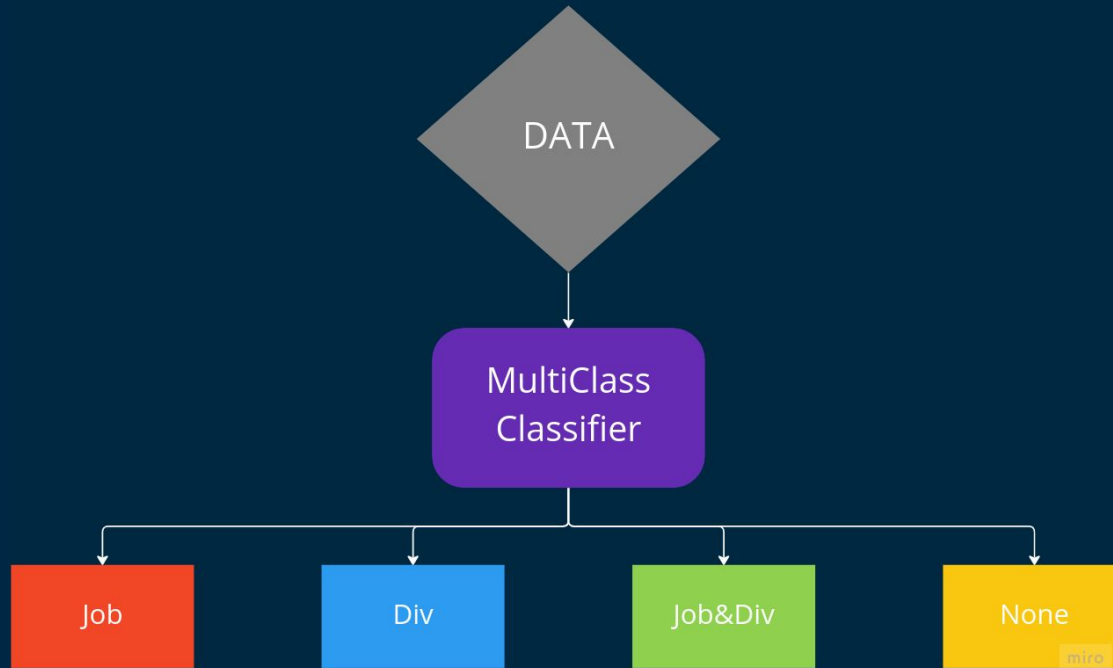 DATA
MultiClass
Classifier
Job
Div
Job&Div
None
miro